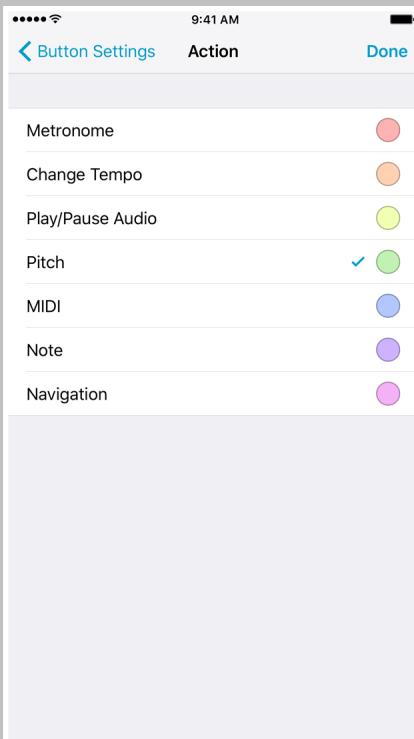 9:41 AM
Button Settings
Action
Done
Metronome
Change Tempo
Play/Pause Audio
Pitch
MIDI
Note
Navigation